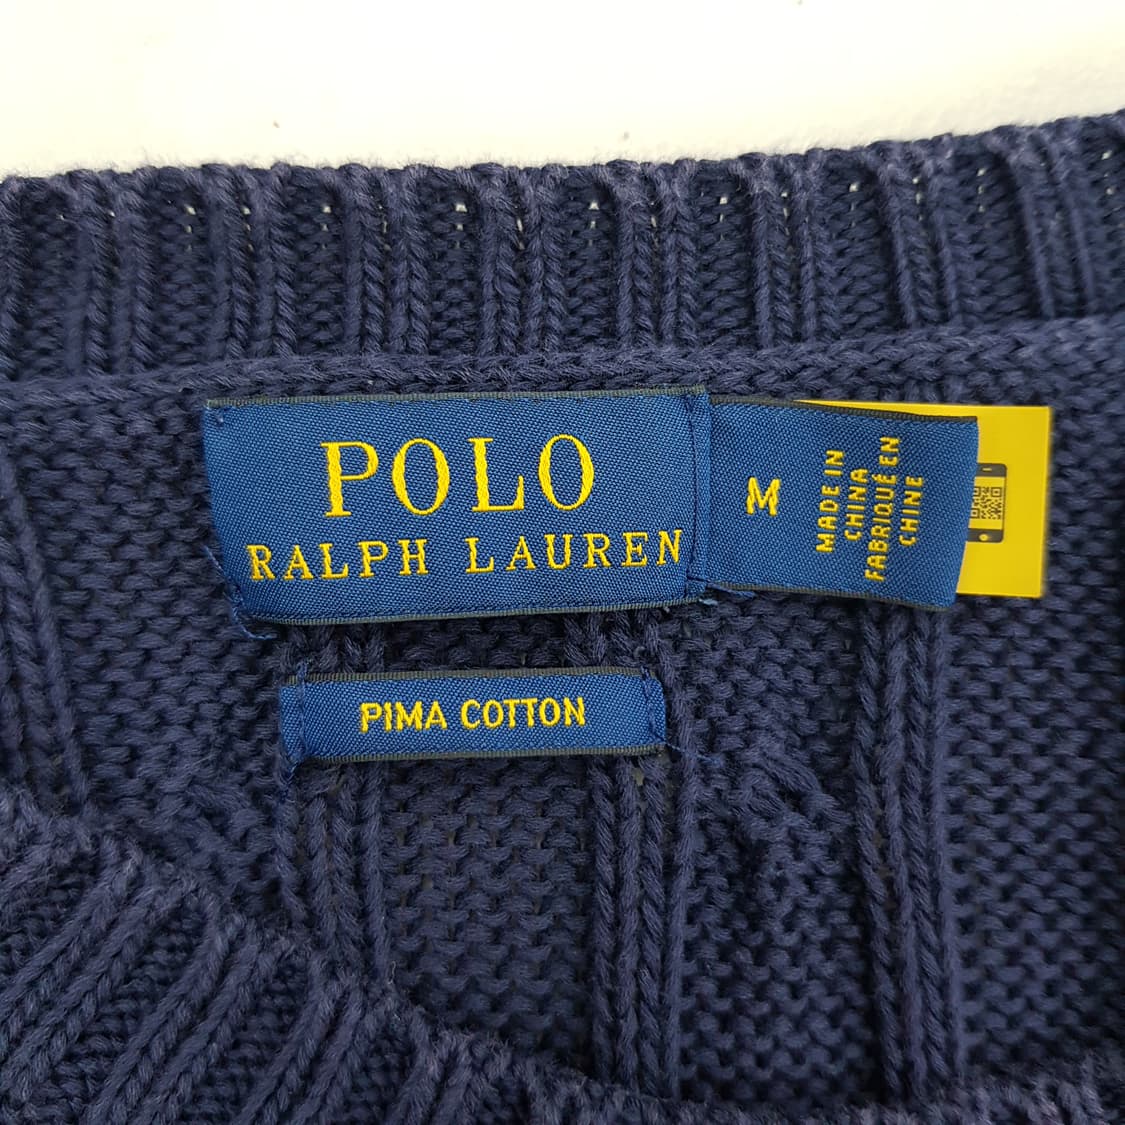 POLO
RALPH LAUREN
M
MADE IN
CHINA
FABRIQUÉ EN
CHINE
PIMA COTTON